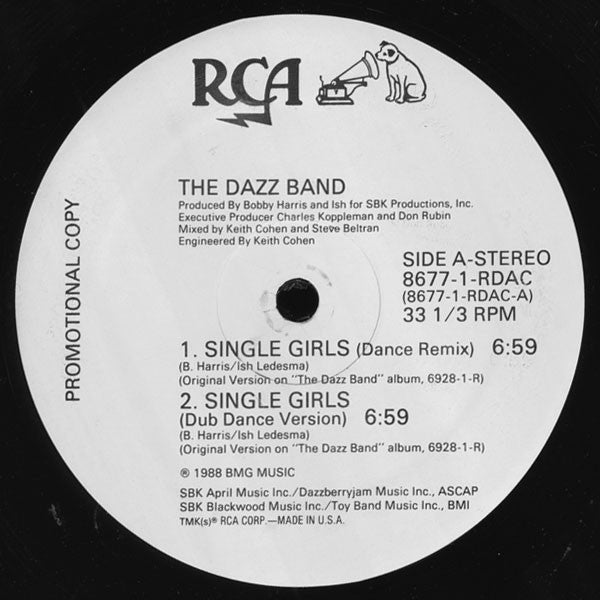 RCA
THE DAZZ BAND
Produced By Bobby Harris and Ish for SBK Productions, Inc.
Executive Producer Charles Koppleman and Don Rubin
Mixed by Keith Cohen and Steve Beltran
Engineered By Keith Cohen
PROMOTIONAL COPY
SIDE A-STEREO
8677-1-RDAC
(8677-1-RDAC-A)
33 1/3 RPM
1. SINGLE GIRLS (Dance Remix) 6:59
(B. Harris/Ish Ledesma)
(Original Version on "The Dazz Band" album, 6928-1-R)
2. SINGLE GIRLS
(Dub Dance Version) 6:59
(B. Harris/Ish Ledesma)
(Original Version on "The Dazz Band" album, 6928-1-R)
℗ 1988 BMG MUSIC
SBK April Music Inc./Dazzberryjam Music Inc., ASCAP
SBK Blackwood Music Inc./Toy Band Music Inc., BMI
TMK(s)® RCA CORP.—MADE IN U.S.A.